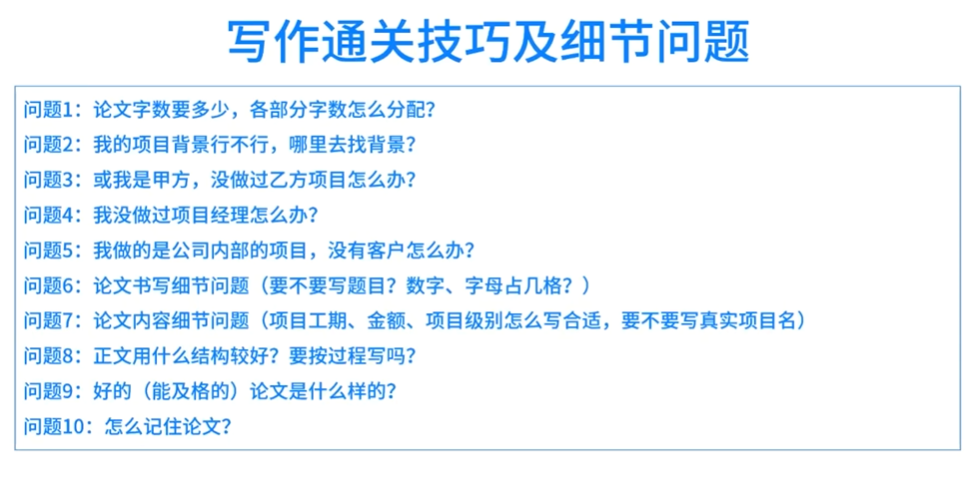 写作通关技巧及细节问题
问题1：论文字数要多少，各部分字数怎么分配？
问题2：我的项目背景行不行，哪里去找背景？
问题3：或我是甲方，没做过乙方项目怎么办？
问题4：我没做过项目经理怎么办？
问题5：我做的是公司内部的项目，没有客户怎么办？
问题6：论文书写细节问题（要不要写题目？数字、字母占几格？）
问题7：论文内容细节问题（项目工期、金额、项目级别怎么写合适，要不要写真实项目名）
问题8：正文用什么结构较好？要按过程写吗？
问题9：好的（能及格的）论文是什么样的？
问题10：怎么记住论文？